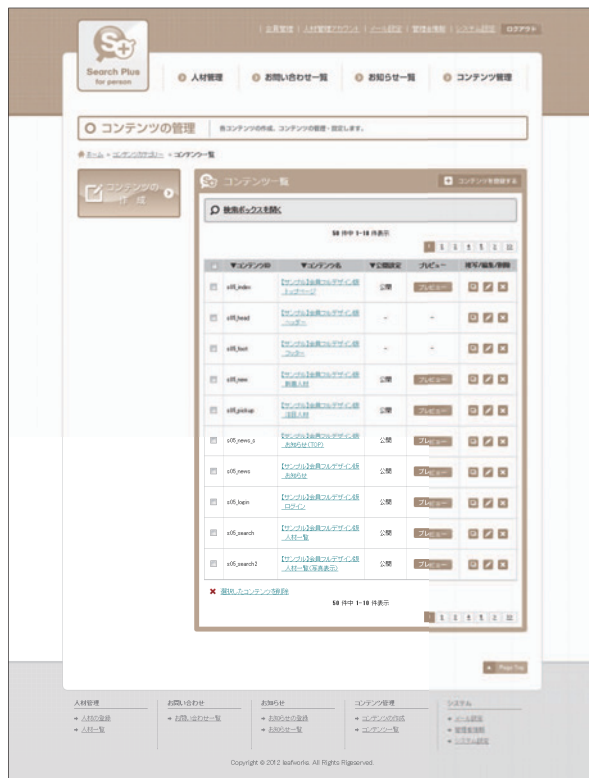 会員管理 | 人材管理アカウント | メール設定 | 管理者情報 | システム設定 ログアウト
S+
Search Plus
for person
人材管理
お問い合わせ一覧
お知らせ一覧
コンテンツ管理
コンテンツの管理
各コンテンツの作成、コンテンツの管理・設定します。
ホーム
コンテンツカテゴリー
コンテンツ一覧
コンテンツの
作 成
S+ コンテンツ一覧
コンテンツを登録する
検索ボックスを開く
50 件中 1-10 件表示
1 2 3 4 5
▼コンテンツID ▼コンテンツ名 ▼公開設定 プレビュー 複写/編集/削除
s05_index 【サンプル】会員フルデザイン版 トップページ 公開 プレビュー
s05_head 【サンプル】会員フルデザイン版 ヘッダー - -
s05_foot 【サンプル】会員フルデザイン版 フッター - -
s05_new 【サンプル】会員フルデザイン版 新着人材 公開 プレビュー
s05_pickup 【サンプル】会員フルデザイン版 注目人材 公開 プレビュー
s05_news_s 【サンプル】会員フルデザイン版 お知らせ(TOP) 公開 プレビュー
s05_news 【サンプル】会員フルデザイン版 お知らせ 公開 プレビュー
s05_login 【サンプル】会員フルデザイン版 ログイン 公開 プレビュー
s05_search 【サンプル】会員フルデザイン版 人材一覧 公開 プレビュー
s05_search2 【サンプル】会員フルデザイン版 人材一覧(写真表示) 公開 プレビュー
選択したコンテンツを削除
50 件中 1-10 件表示
1 2 3 4 5
Page Top
人材管理
人材の登録
人材一覧
お問い合わせ
お問い合わせ一覧
お知らせ
お知らせの登録
お知らせ一覧
コンテンツ管理
コンテンツの作成
コンテンツ一覧
システム
メール設定
管理者情報
システム設定
Copyright © 2012 leafworks. All Rights Rigeserved.